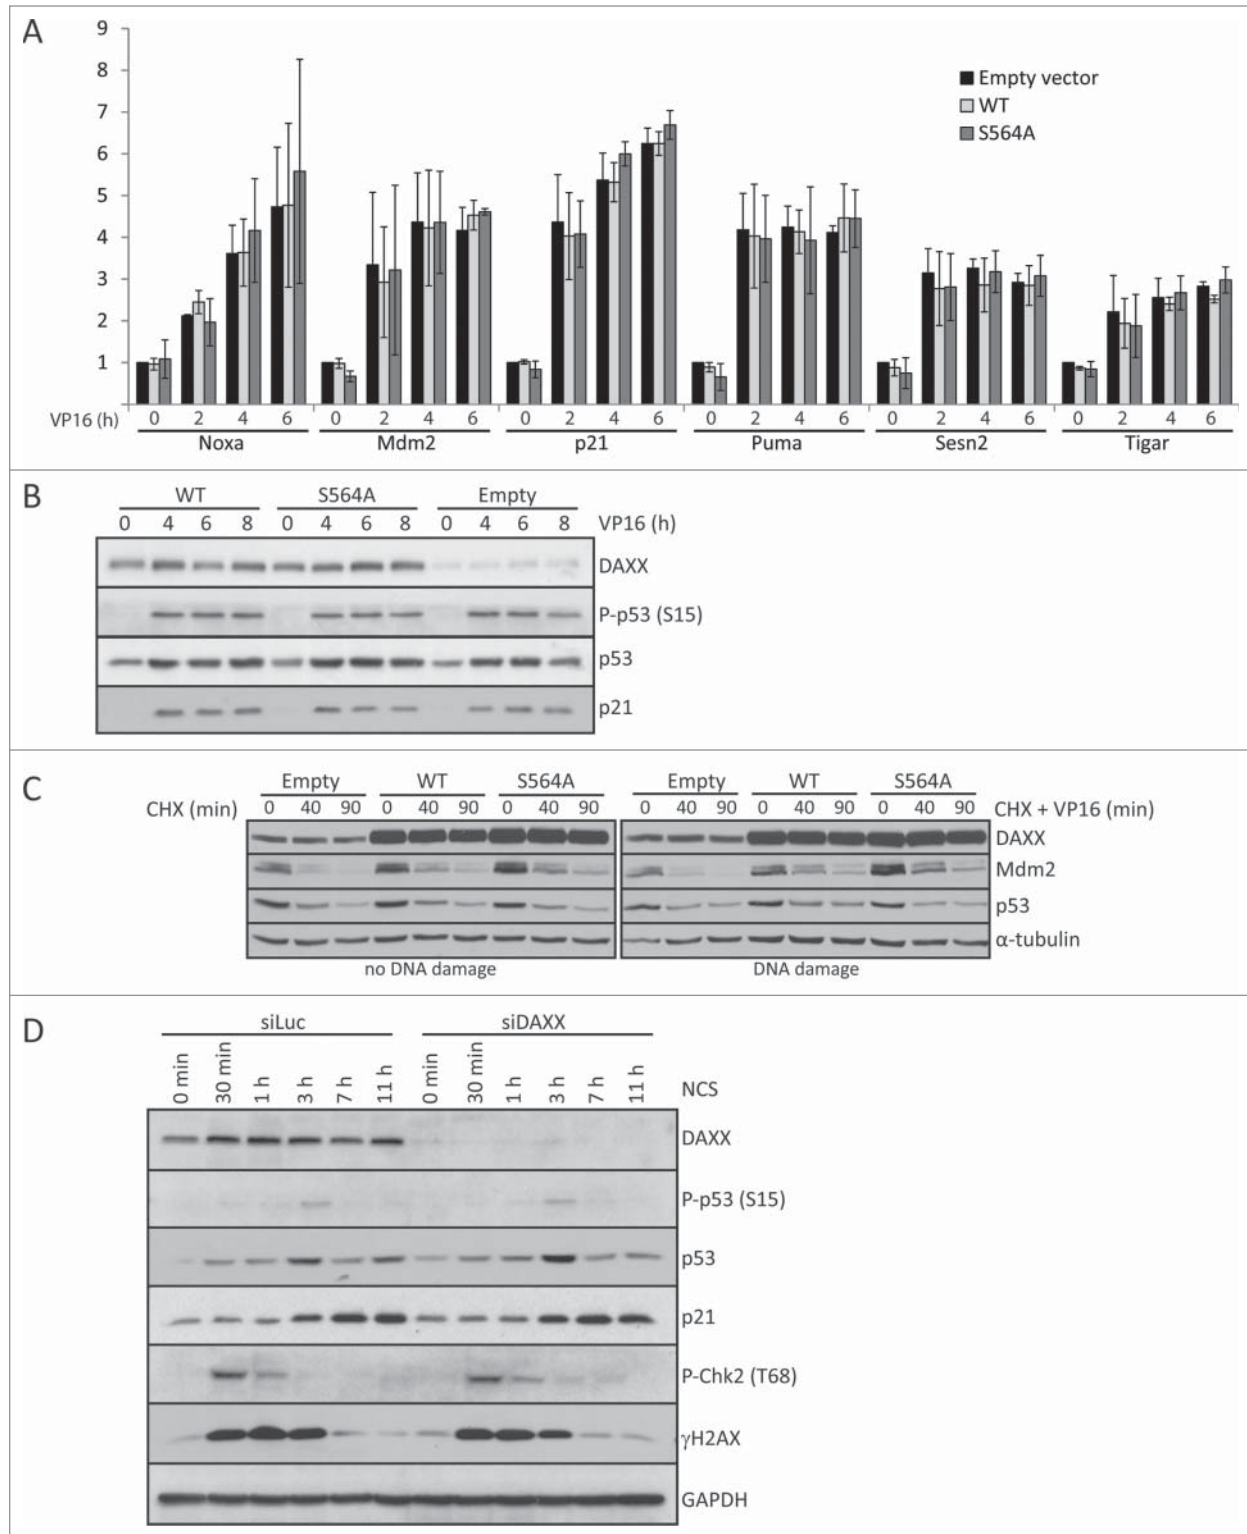 A
9
8
7
6
5
4
3
2
1
Empty vector
WT
S564A
VP16 (h) 0 2 4 6 0 2 4 6 0 2 4 6 0 2 4 6 0 2 4 6 0 2 4 6
Noxa Mdm2 p21 Puma Sesn2 Tigar
B
WT S564A Empty
0 4 6 8 0 4 6 8 0 4 6 8 VP16 (h)
DAXX
P-p53 (S15)
p53
p21
C
Empty WT S564A Empty WT S564A
CHX (min) 0 40 90 0 40 90 0 40 90 0 40 90 0 40 90 0 40 90 CHX + VP16 (min)
DAXX
Mdm2
p53
α-tubulin
no DNA damage DNA damage
D
siLuc siDAXX
0 min 30 min 1 h 3 h 7 h 11 h 0 min 30 min 1 h 3 h 7 h 11 h NCS
DAXX
P-p53 (S15)
p53
p21
P-Chk2 (T68)
γH2AX
GAPDH